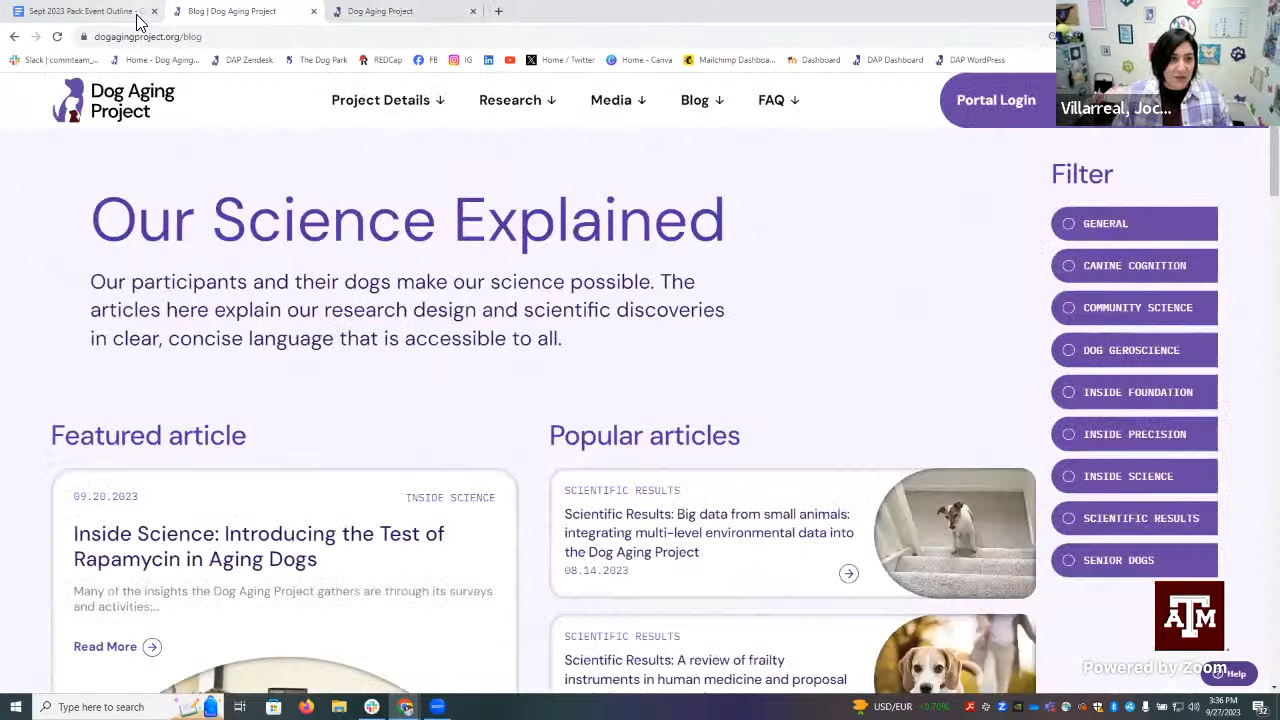 Sept 2023 Pack Event Outline -
Blog | Dog Aging Project
Dog Aging Project
dogagingproject.org/blog
Slack | commteam_...
Home - Dog Aging...
DAP Zendesk
The Dog Park
REDCap
FB
IG
Home / Twitter
Home - Canva
Mailchimp Dashboa...
Dashboard
DAP Dashboard
DAP WordPress
Dog Aging
Project
Project Details ↓
Research ↓
Media ↓
Blog ↓
FAQ ↓
Portal Login
Villarreal, Joc...
Our Science Explained
Our participants and their dogs make our science possible. The
articles here explain our research design and scientific discoveries
in clear, concise language that is accessible to all.
Filter
GENERAL
CANINE COGNITION
COMMUNITY SCIENCE
DOG GEROSCIENCE
INSIDE FOUNDATION
INSIDE PRECISION
INSIDE SCIENCE
SCIENTIFIC RESULTS
SENIOR DOGS
Featured article
09.20.2023
INSIDE SCIENCE
Inside Science: Introducing the Test of
Rapamycin in Aging Dogs
Many of the insights the Dog Aging Project gathers are through its surveys
and activities;...
Read More
Popular articles
SCIENTIFIC RESULTS
Scientific Results: Big data from small animals:
integrating multi-level environmental data into
the Dog Aging Project
08.14.2023
SCIENTIFIC RESULTS
Scientific Results: A review of frailty
instruments in human medicine and proposal
ATM
Powered by Zoom
Help
Type here to search
zoom
USD/EUR +0.70%
3:36 PM
9/27/2023
32